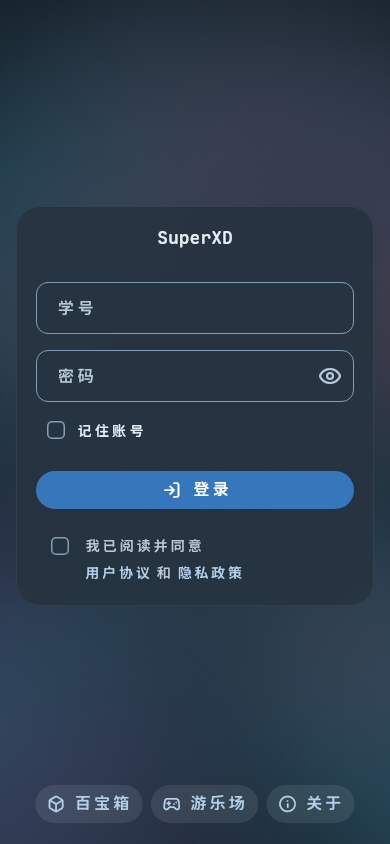 SuperXD
学号
密码
记住账号
登录
我已阅读并同意
用户协议 和 隐私政策
百宝箱 游乐场 关于